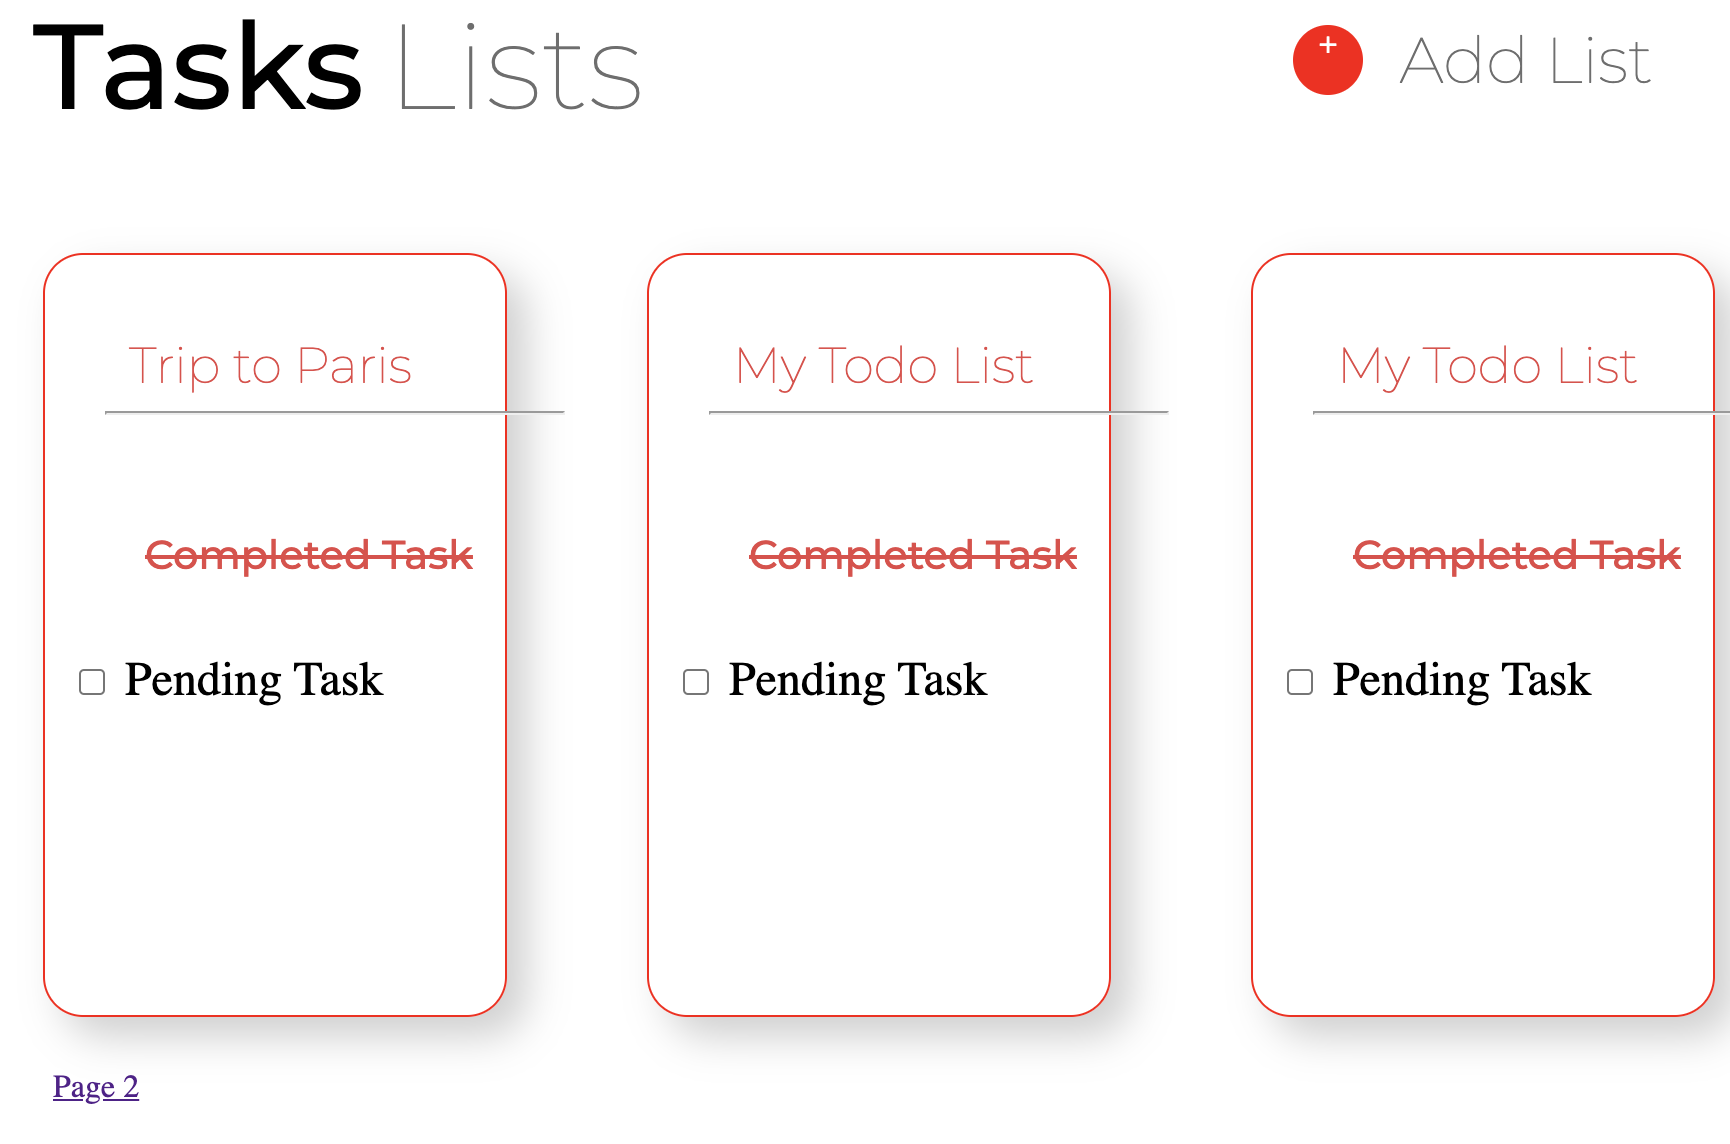 Tasks Lists
+ Add List
Trip to Paris
Completed Task
Pending Task
My Todo List
Completed Task
Pending Task
My Todo List
Completed Task
Pending Task
Page 2